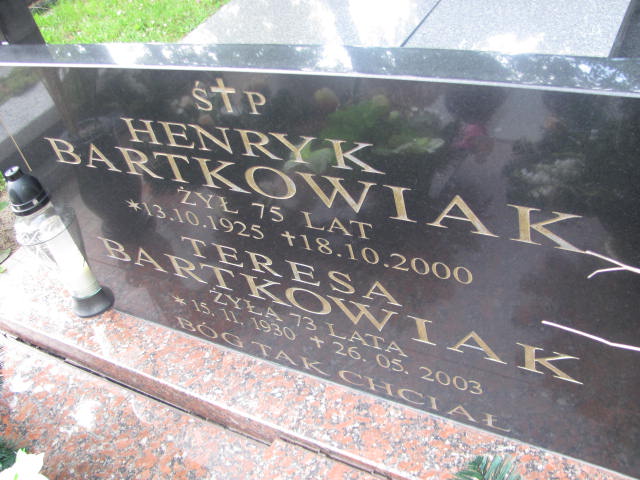 Ś✝P
HENRYK
BARTKOWIAK
ŻYŁ 75 LAT
*13.10.1925 ✝18.10.2000
TERESA
BARTKOWIAK
ŻYŁA 73 LATA
*15.11.1930 ✝26.05.2003
BÓG TAK CHCIAŁ